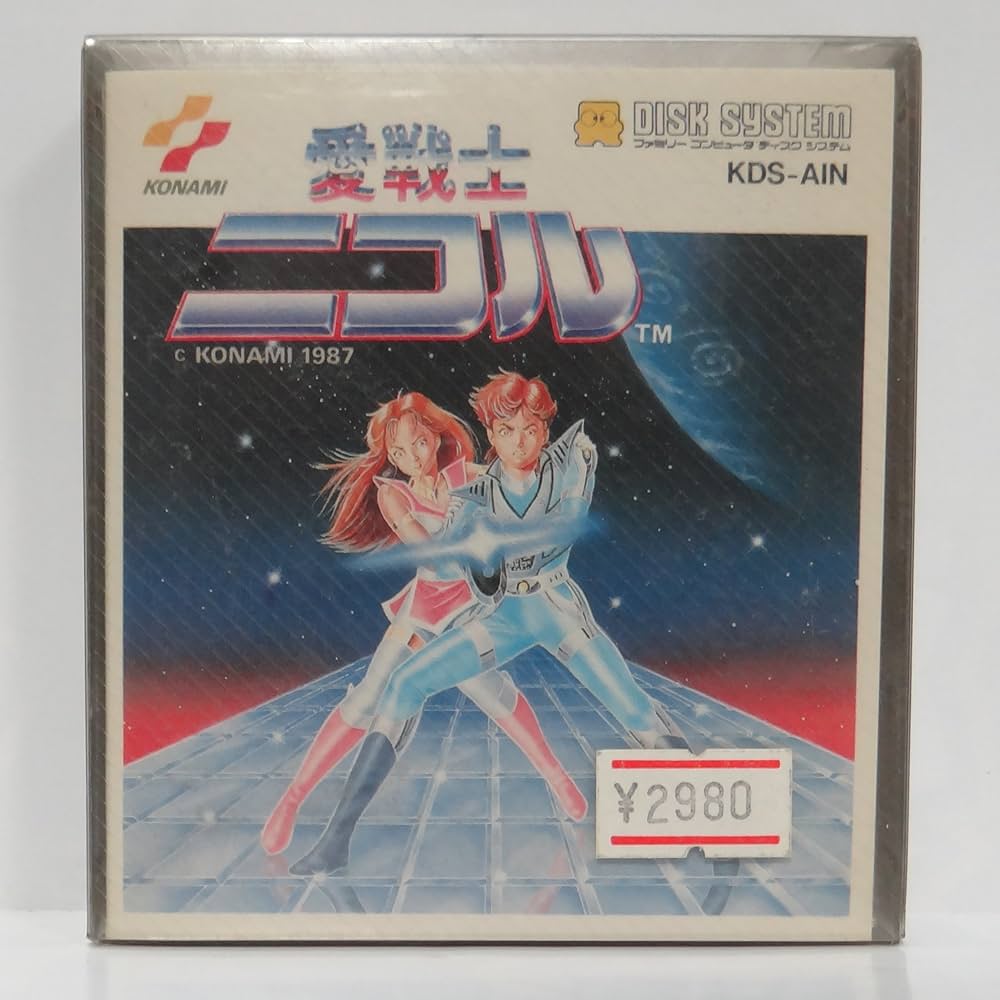 KONAMI
DISK SYSTEM
ファミリー コンピュータ ディスク システム
KDS-AIN
愛戦士
ニコル
TM
C KONAMI 1987
¥2980